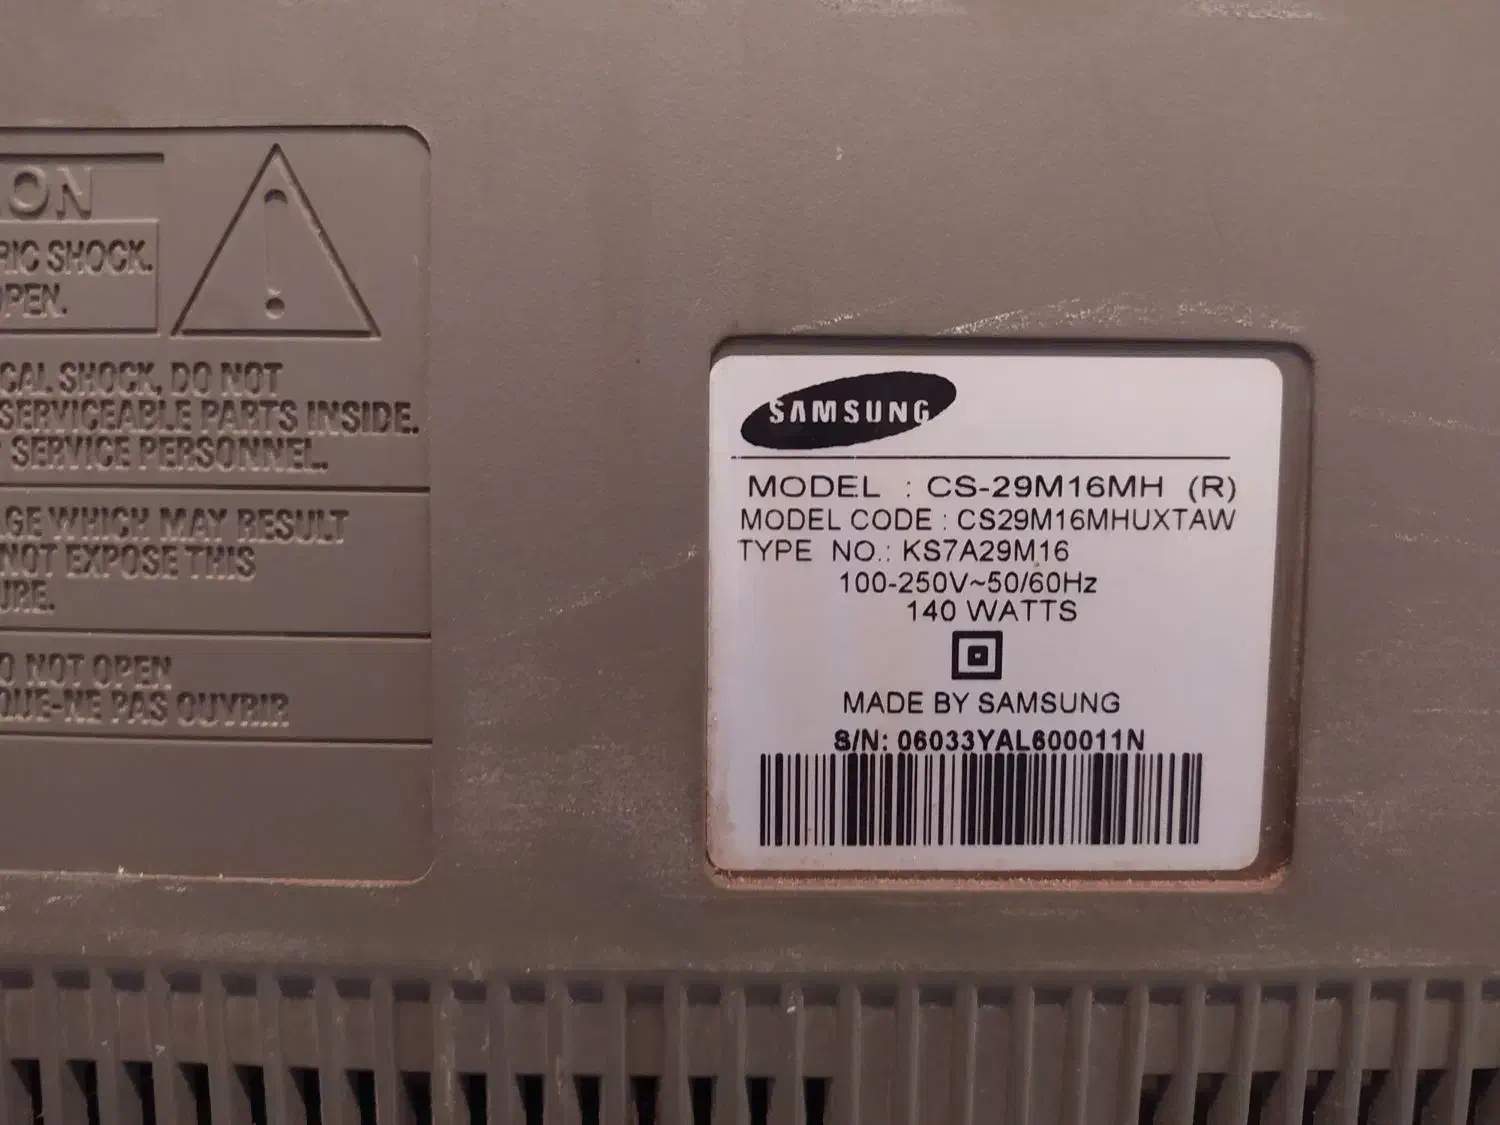 ON
RIC SHOCK.
OPEN.
CAL SHOCK, DO NOT
SERVICEABLE PARTS INSIDE.
SERVICE PERSONNEL.
GE WHICH MAY RESULT
NOT EXPOSE THIS
URE.
O NOT OPEN
QUE-NE PAS OUVRIR
SAMSUNG
MODEL : CS-29M16MH (R)
MODEL CODE : CS29M16MHUXTAW
TYPE NO.: KS7A29M16
100-250V~50/60Hz
140 WATTS
MADE BY SAMSUNG
S/N: 06033YAL600011N